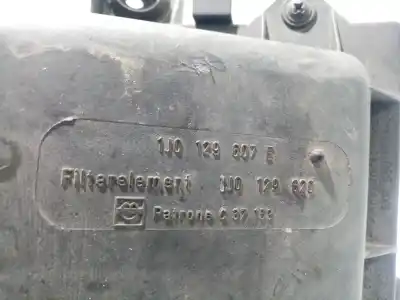 1J0 129 607 B
Filterelement 1J0 129 620
Patrone C 37 153